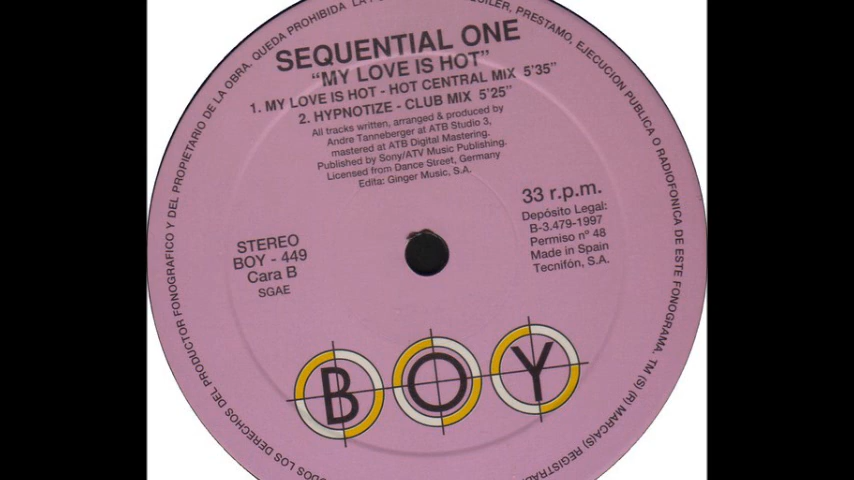 SEQUENTIAL ONE
"MY LOVE IS HOT"
1. MY LOVE IS HOT - HOT CENTRAL MIX 5'35"
2. HYPNOTIZE - CLUB MIX 5'25"
All tracks written, arranged & produced by
Andre Tanneberger at ATB Studio 3,
mastered at ATB Digital Mastering.
Published by Sony/ATV Music Publishing.
Licensed from Dance Street, Germany
Edita: Ginger Music, S.A.
33 r.p.m.
Depósito Legal:
B-3.479-1997
Permiso nº 48
Made in Spain
Tecnifón, S.A.
STEREO
BOY - 449
Cara B
SGAE
BOY
LOS DERECHOS DEL PRODUCTOR FONOGRAFICO Y DEL PROPIETARIO DE LA OBRA. QUEDA PROHIBIDA LA PRESTAMO, EJECUCION PUBLICA O RADIOFONICA DE ESTE FONOGRAMA. TM (S) (R) MARCA(S)